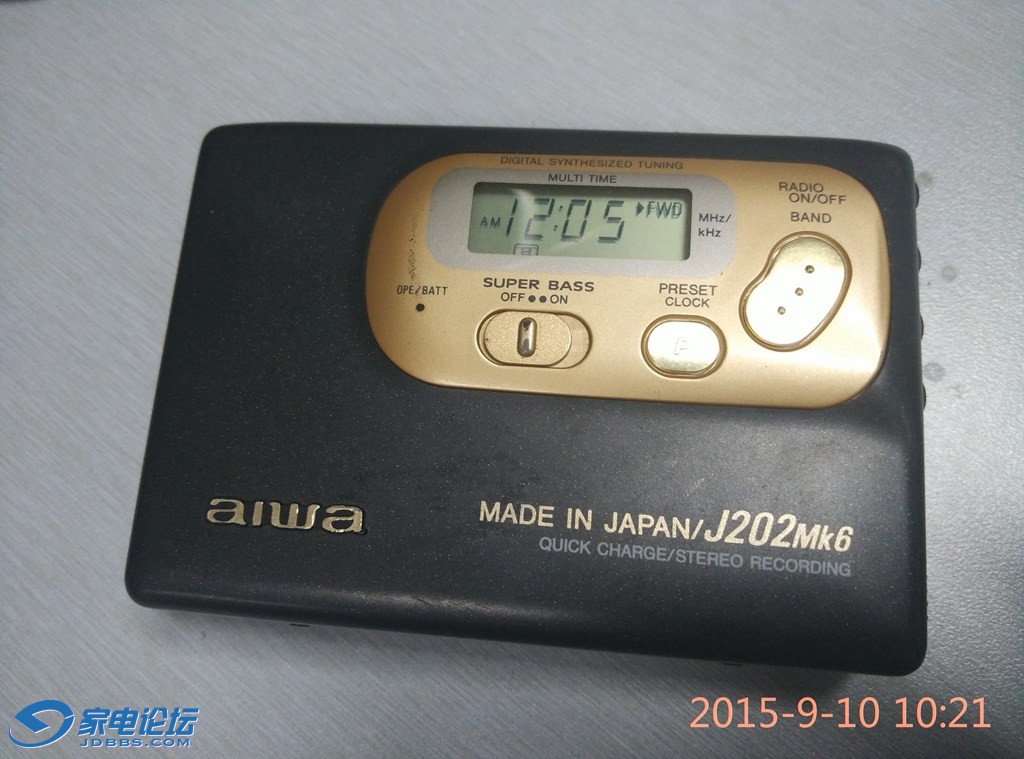 DIGITAL SYNTHESIZED TUNING
MULTI TIME
AM 12:05 ▶FWD
MHz/
kHz
RADIO
ON/OFF
BAND
OPE/BATT
SUPER BASS
OFF●●ON
PRESET
CLOCK
P
aiwa
MADE IN JAPAN/J202Mk6
QUICK CHARGE/STEREO RECORDING
家电论坛
JDBBS.COM
2015-9-10 10:21